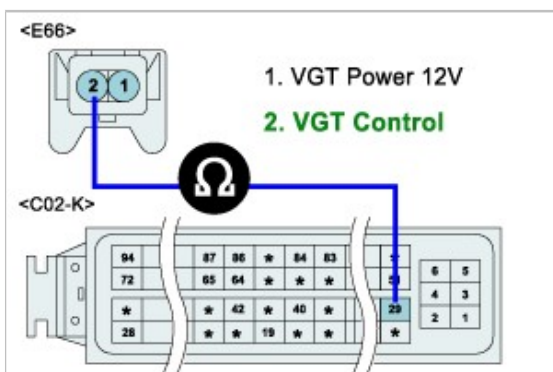 <E66>
2 1
1. VGT Power 12V
2. VGT Control
Ω
<C02-K>
94 87 86 * 84 83 *
72 65 64 * * *
* * 42 * 40 * 29
28 * * 19 * * *
6 5
4 3
2 1